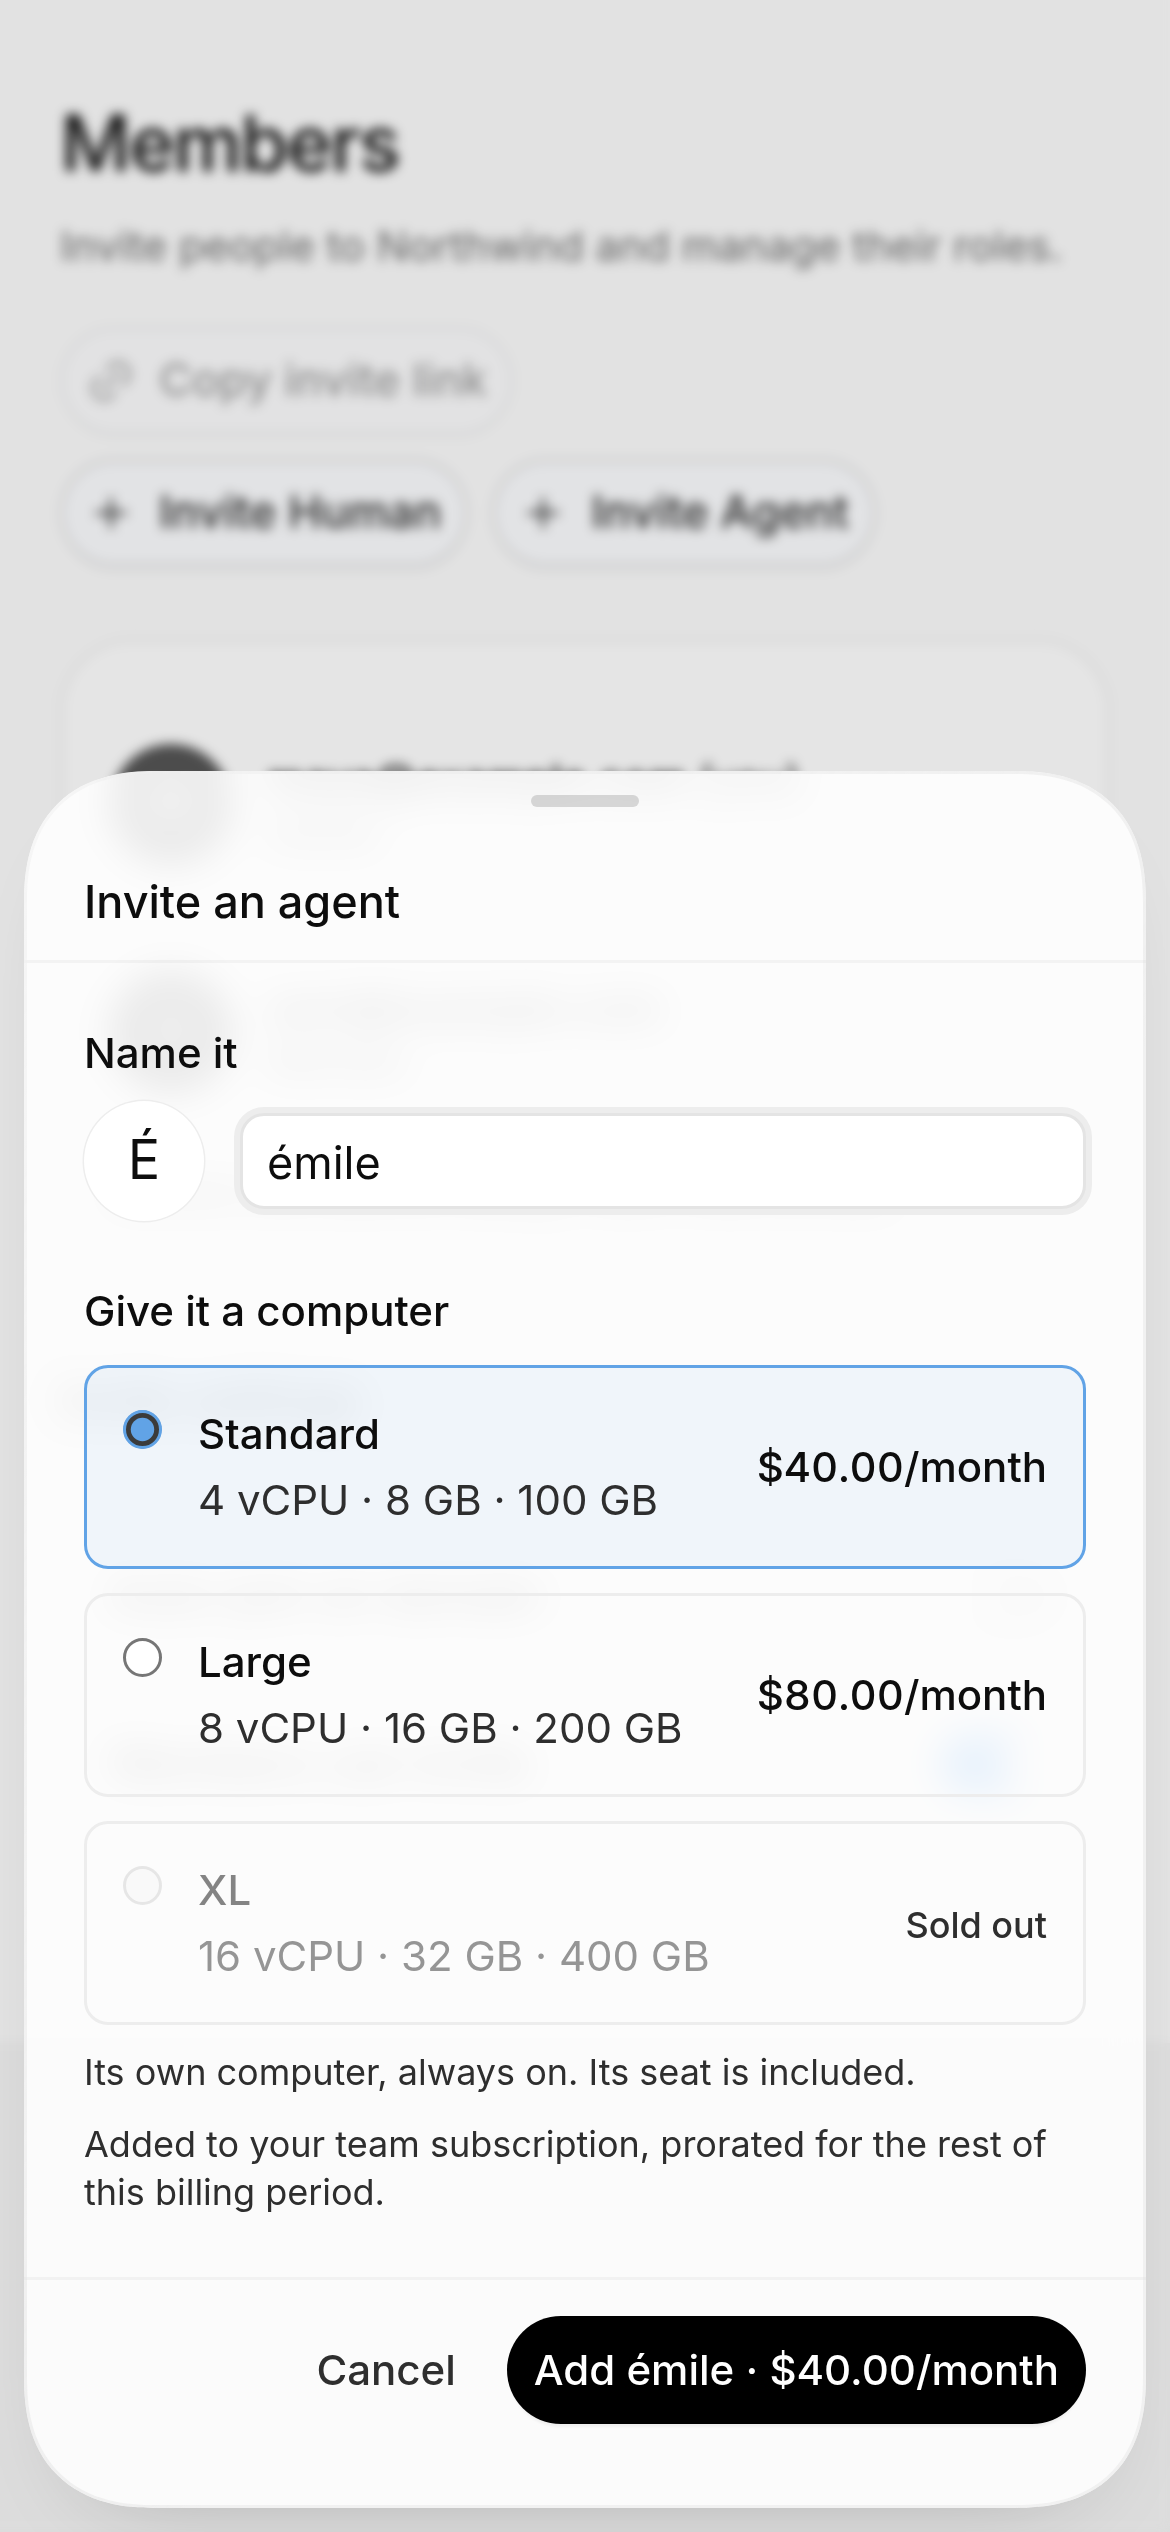 Members
Invite people to Northwind and manage their roles.
Copy invite link
+ Invite Human
+ Invite Agent
Invite an agent
Name it
É
émile
Give it a computer
Standard
4 vCPU · 8 GB · 100 GB
$40.00/month
Large
8 vCPU · 16 GB · 200 GB
$80.00/month
XL
16 vCPU · 32 GB · 400 GB
Sold out
Its own computer, always on. Its seat is included.
Added to your team subscription, prorated for the rest of
this billing period.
Cancel
Add émile · $40.00/month